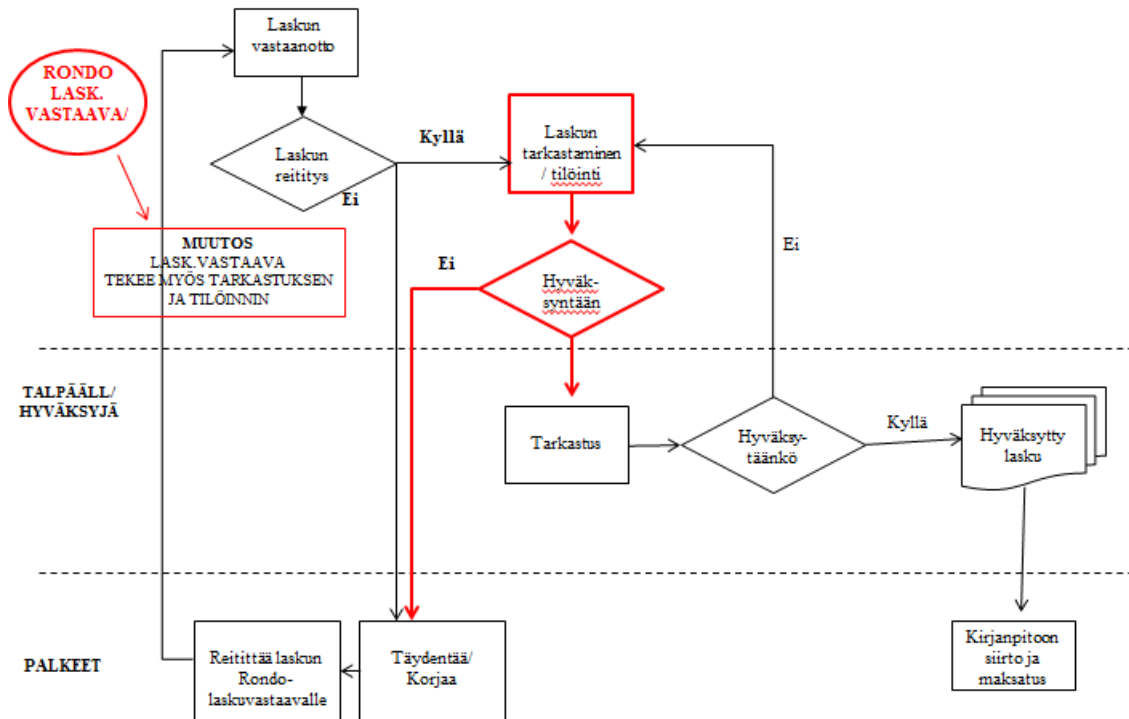 Laskun
vastaanotto
RONDO
LASK.
VASTAAVA/
Laskun
reititys
Kyllä
Ei
Laskun
tarkastaminen
/ tilöinti
MUUTOS
LASK.VASTAAVA
TEKEE MYÖS TARKASTUKSEN
JA TILÖINNIN
Ei
Hyväk-
syntään
Ei
TALPÄÄLL/
HYVÄKSYJÄ
Tarkastus
Hyväksy-
täänkö
Kyllä
Hyväksytty
lasku
PALKEET
Reitittää laskun
Rondo-
laskuvastaavalle
Täydentää/
Korjaa
Kirjanpitoon
siirto ja
maksatus